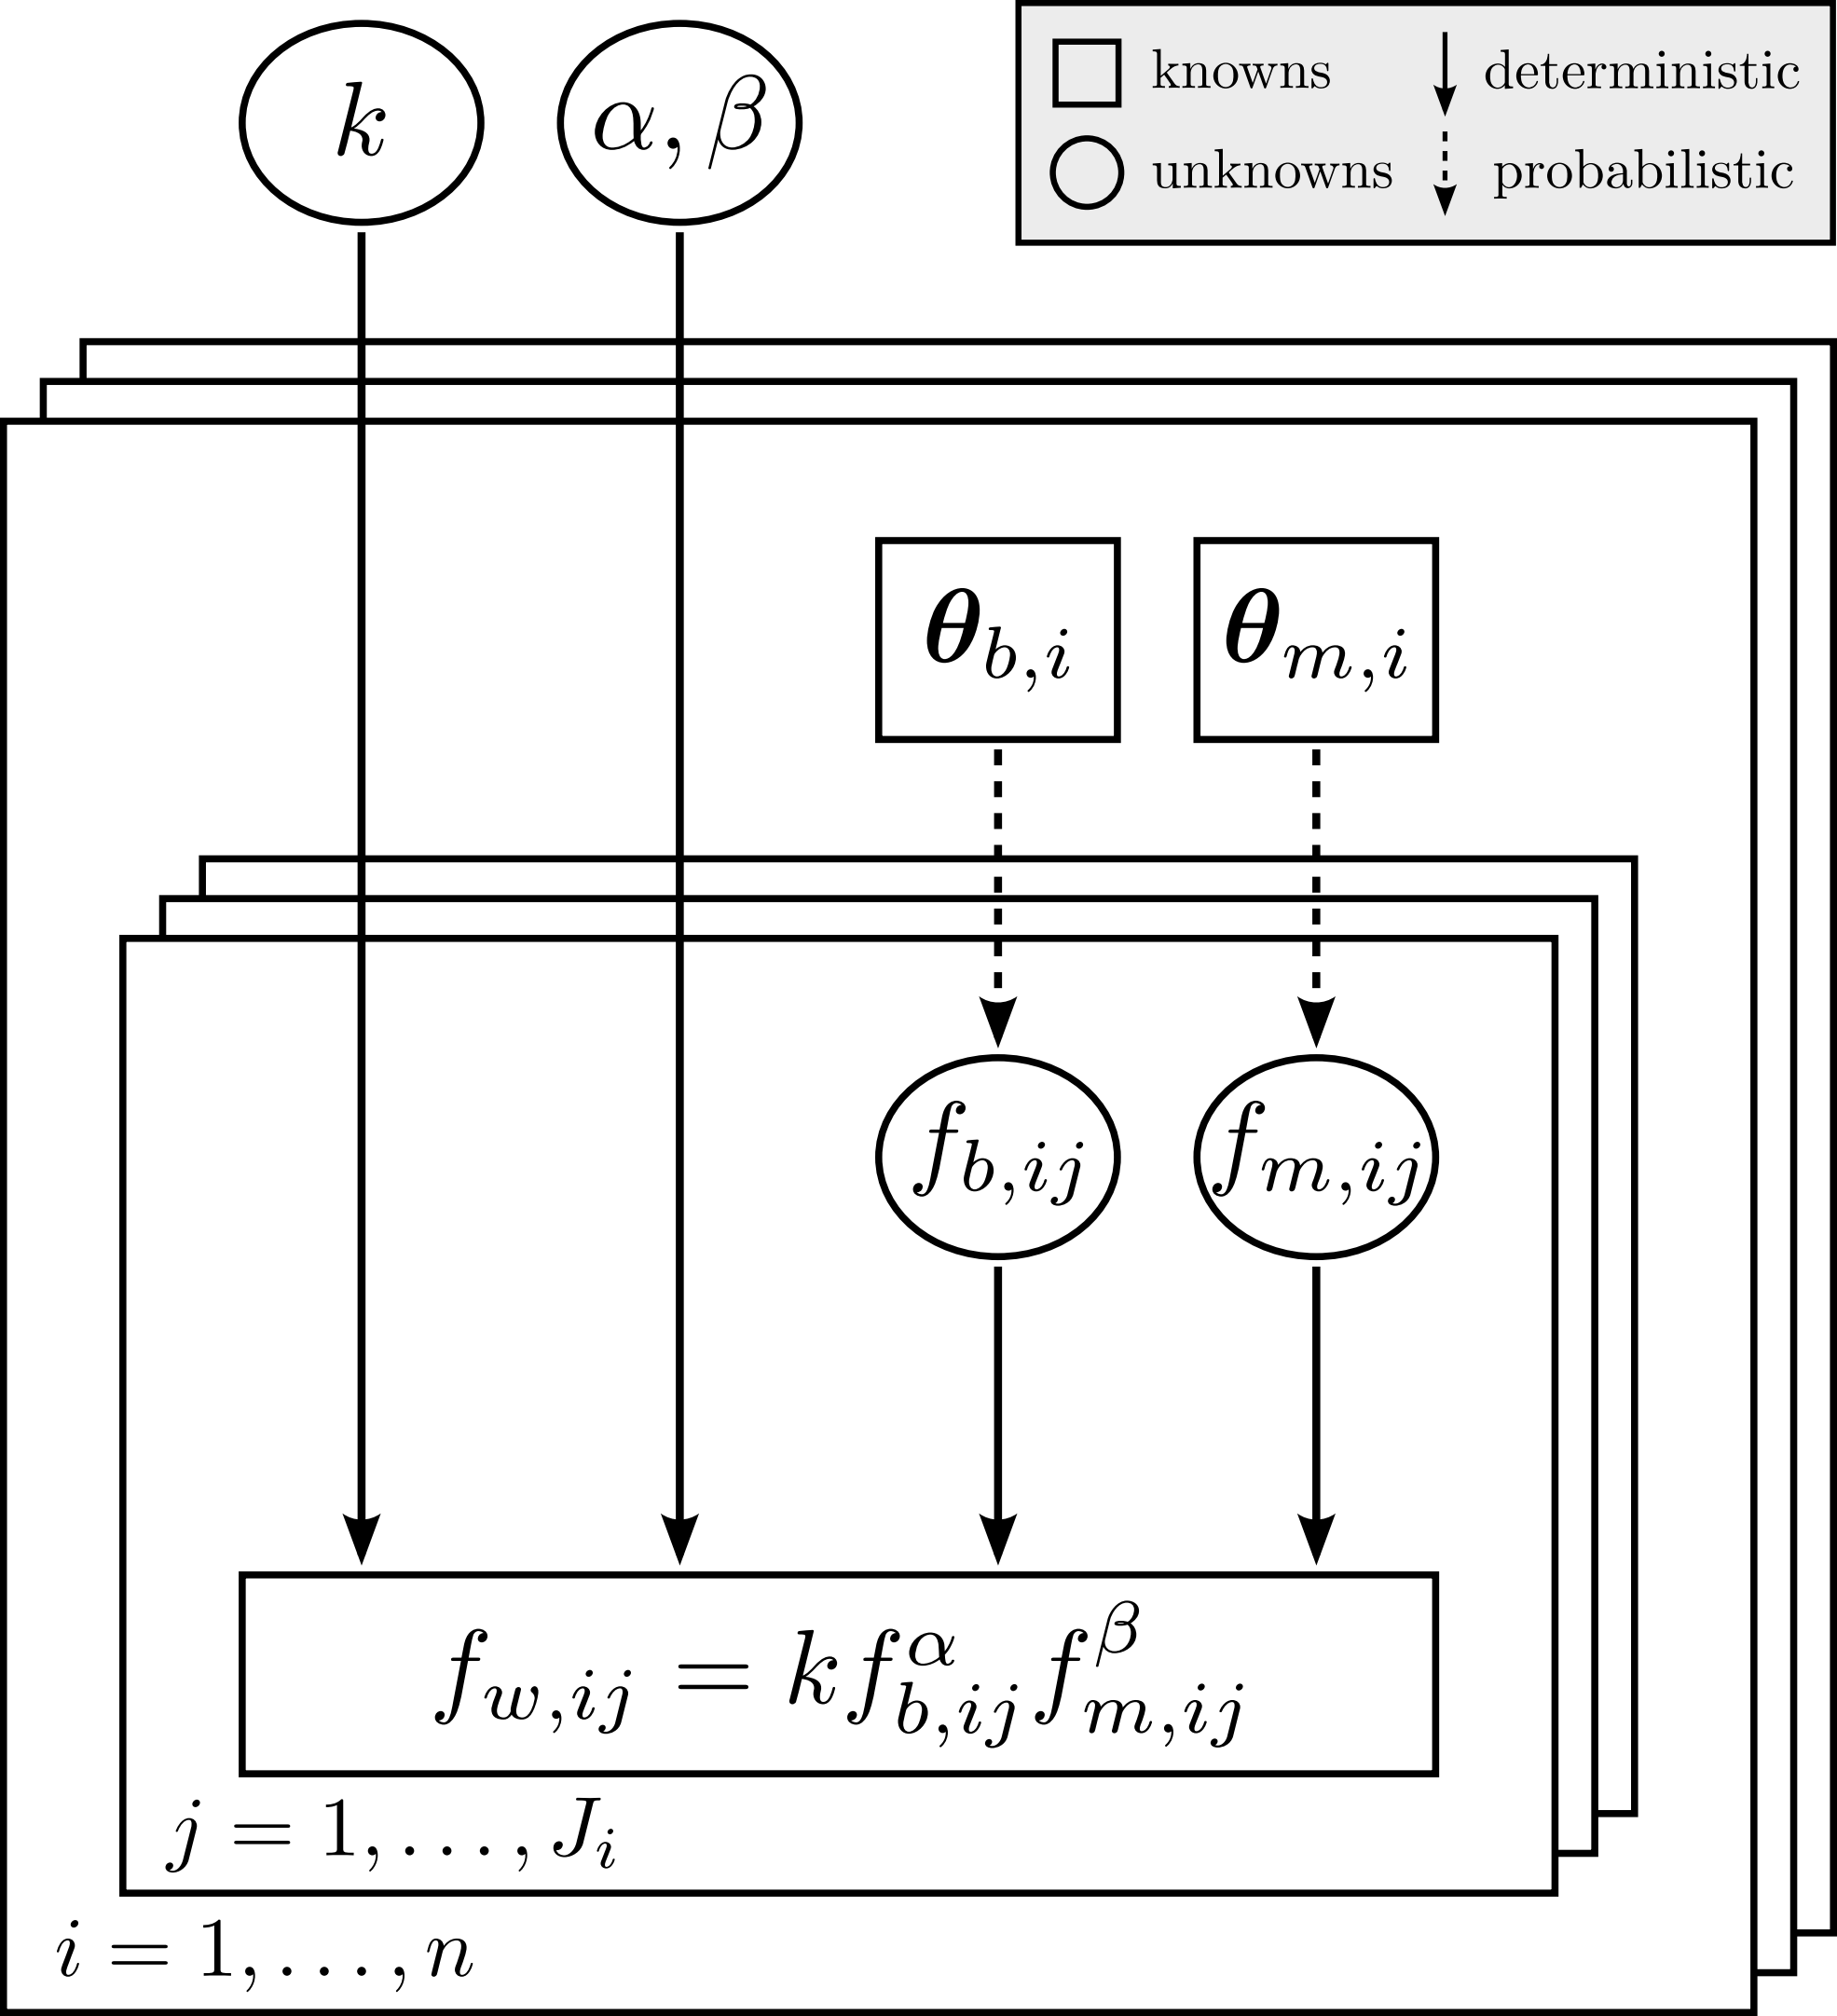 k
α, β
knowns
deterministic
unknowns
probabilistic
θ_{b,i}
θ_{m,i}
f_{b,ij}
f_{m,ij}
f_{w,ij} = k f_{b,ij}^α f_{m,ij}^β
j = 1, . . . , J_i
i = 1, . . . , n